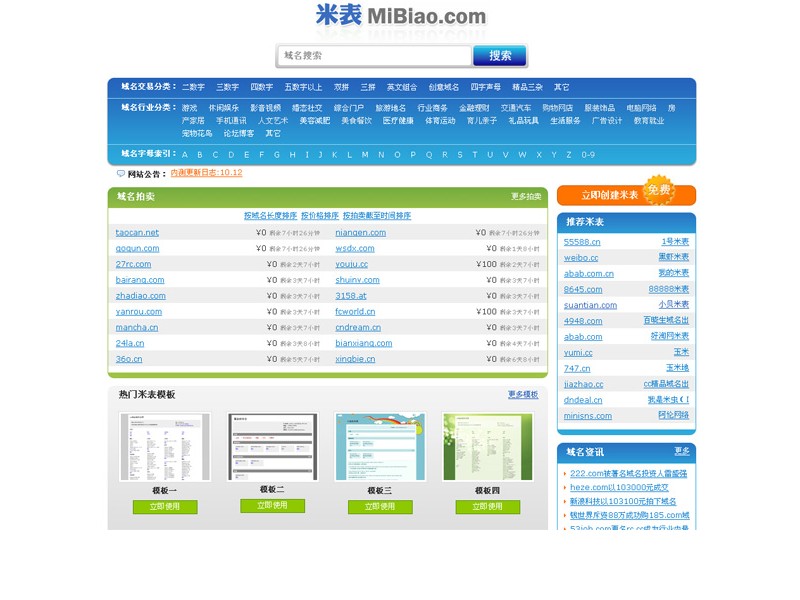 米表 MiBiao.com
域名搜索 搜索
域名交易分类： 二数字 三数字 四数字 五数字以上 双拼 三拼 英文组合 创意域名 四字声母 精品三杂 其它
域名行业分类： 游戏 休闲娱乐 影音视频 婚恋社交 综合门户 旅游地名 行业商务 金融理财 交通汽车 购物网店 服装饰品 电脑网络 房
产家居 手机通讯 人文艺术 美容减肥 美食餐饮 医疗健康 体育运动 育儿亲子 礼品玩具 生活服务 广告设计 教育就业
宠物花鸟 论坛博客 其它
域名字母索引： A B C D E F G H I J K L M N O P Q R S T U V W X Y Z 0-9
网站公告： 内测更新日志:10.12
域名拍卖 更多拍卖
按域名长度排序 按价格排序 按拍卖截至时间排序
taocan.net ¥0 剩余7小时26分钟 niangen.com ¥0 剩余7小时26分钟
qogun.com ¥0 剩余7小时26分钟 wsdx.com ¥0 剩余1天8小时
27rc.com ¥0 剩余2天7小时 youju.cc ¥100 剩余2天7小时
bairang.com ¥0 剩余3天7小时 shuiny.com ¥0 剩余3天7小时
zhadiao.com ¥0 剩余3天7小时 3158.at ¥0 剩余3天7小时
yanrou.com ¥0 剩余3天7小时 fcworld.cn ¥100 剩余3天7小时
mancha.cn ¥0 剩余3天7小时 cndream.cn ¥0 剩余3天7小时
24la.cn ¥0 剩余3天8小时 bianxiang.com ¥0 剩余4天7小时
36o.cn ¥0 剩余5天7小时 xingbie.cn ¥0 剩余6天8小时
立即创建米表 免费
推荐米表
55588.cn 1号米表
weibo.cc 黑虾米表
abab.com.cn 我的米表
8645.com 88888米表
suantian.com 小贝米表
4948.com 百晓生域名出
abab.com 好淘网米表
yumi.cc 玉米
747.cn 玉米地
jiazhao.cc cc精品域名出
dndeal.cn 我是米虫
minisns.com 阿伦网络
热门米表模板 更多模板
模板一 模板二 模板三 模板四
立即使用 立即使用 立即使用 立即使用
域名资讯 更多
222.com被著名域名投资人雷能强
heze.com以103000元成交
新浪科技以103100元拍下域名
钱世界斥资88万成功购185.com域